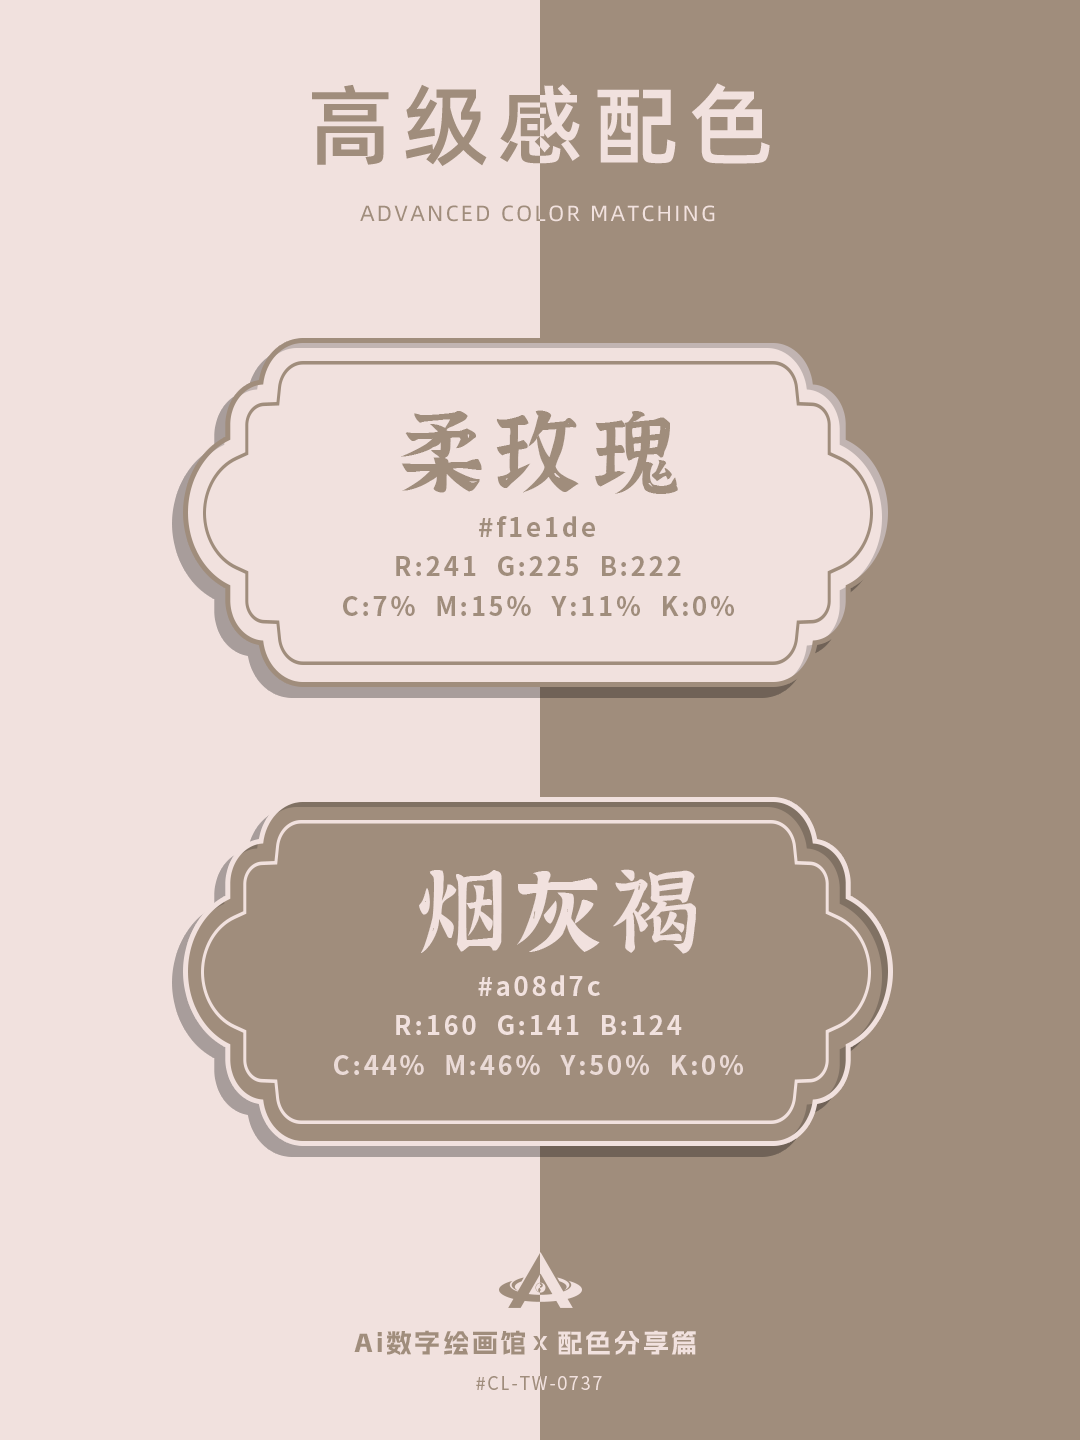 高级感配色
ADVANCED COLOR MATCHING
柔玫瑰
#f1e1de
R:241 G:225 B:222
C:7% M:15% Y:11% K:0%
烟灰褐
#a08d7c
R:160 G:141 B:124
C:44% M:46% Y:50% K:0%
Ai数字绘画馆 x 配色分享篇
#CL-TW-0737